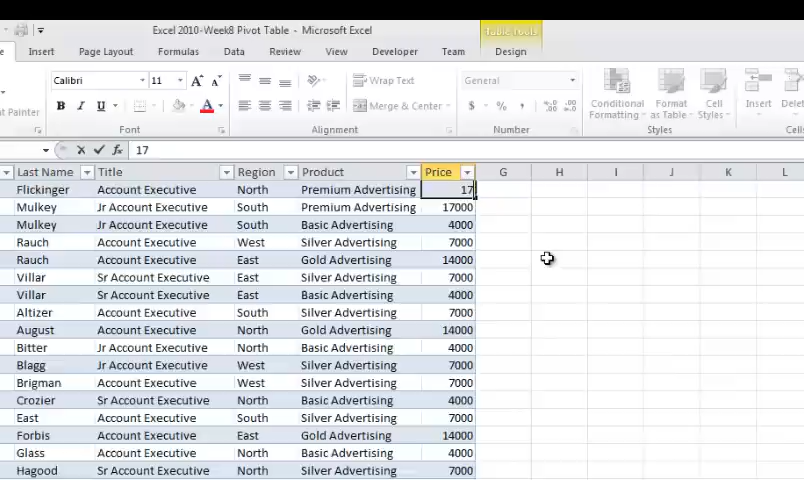 Excel 2010-Week8 Pivot Table - Microsoft Excel
Table Tools
Insert Page Layout Formulas Data Review View Developer Team Design
Calibri 11 A A Wrap Text General Conditional Formatting Format as Table Cell Styles Insert
Painter B I U A Merge & Center $ % ,
Font Alignment Number Styles
fx 17
Last Name Title Region Product Price G H I J K L
Flickinger Account Executive North Premium Advertising 17
Mulkey Jr Account Executive South Premium Advertising 17000
Mulkey Jr Account Executive South Basic Advertising 4000
Rauch Account Executive West Silver Advertising 7000
Rauch Account Executive East Gold Advertising 14000
Villar Sr Account Executive East Silver Advertising 7000
Villar Sr Account Executive East Basic Advertising 4000
Altizer Account Executive South Silver Advertising 7000
August Account Executive North Gold Advertising 14000
Bitter Jr Account Executive North Basic Advertising 4000
Blagg Jr Account Executive West Silver Advertising 7000
Brigman Account Executive West Silver Advertising 7000
Crozier Sr Account Executive North Basic Advertising 4000
East Account Executive South Silver Advertising 7000
Forbis Account Executive East Gold Advertising 14000
Glass Account Executive North Basic Advertising 4000
Hagood Sr Account Executive North Silver Advertising 7000